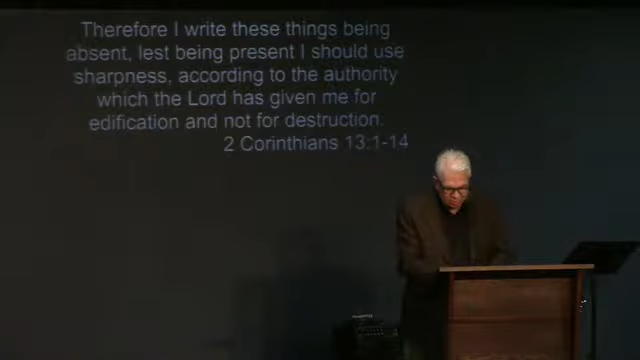 Therefore I write these things being
absent, lest being present I should use
sharpness, according to the authority
which the Lord has given me for
edification and not for destruction.
2 Corinthians 13:1-14